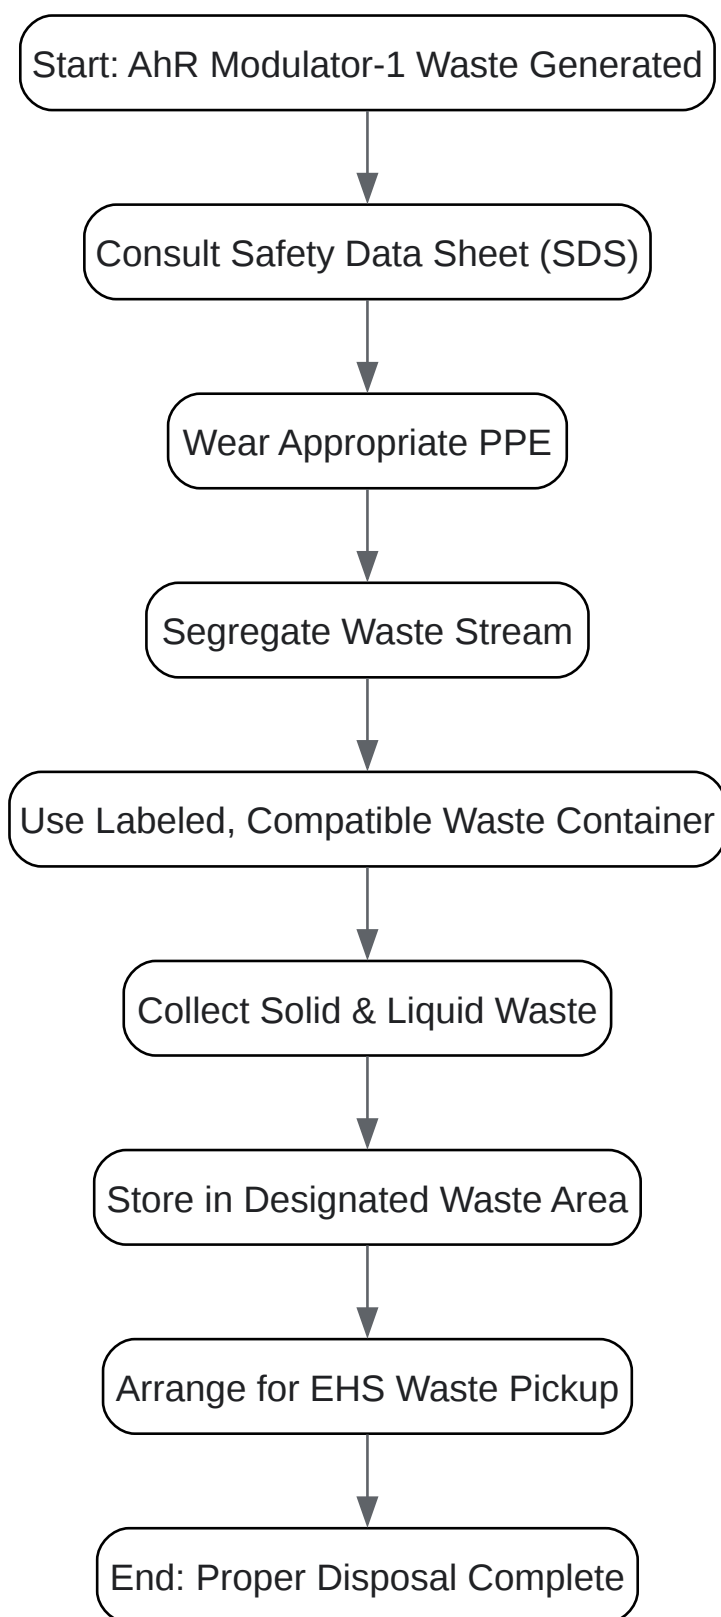 Start: AhR Modulator-1 Waste Generated
Consult Safety Data Sheet (SDS)
Wear Appropriate PPE
Segregate Waste Stream
Use Labeled, Compatible Waste Container
Collect Solid & Liquid Waste
Store in Designated Waste Area
Arrange for EHS Waste Pickup
End: Proper Disposal Complete